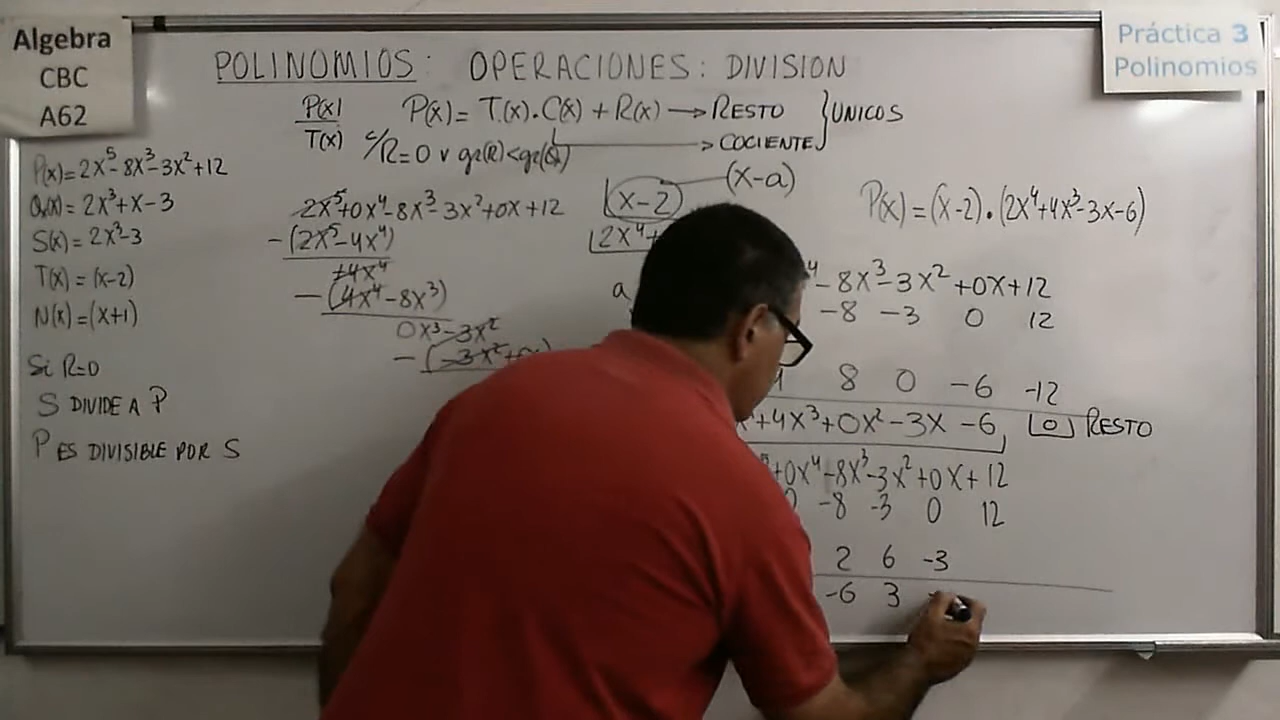 Algebra
CBC
A62
Práctica 3
Polinomios
POLINOMIOS: OPERACIONES: DIVISION
P(x)
T(x)
P(x) = T(x).C(x) + R(x) → RESTO } UNICOS
c/R=0 v gr(R)<gr(Q) → COCIENTE
P(x)= 2x⁵-8x³-3x²+12
Q(x)= 2x³+x-3
S(x)= 2x³-3
T(x) = (x-2)
N(x)=(x+1)
Si R=0
S DIVIDE A P
P ES DIVISIBLE POR S
2x⁵+0x⁴-8x³-3x²+0x+12
-(2x⁵-4x⁴)
+4x⁴
-(4x⁴-8x³)
0x³-3x²
-(-3x²+
(x-2) (x-a)
2x⁴+
a
P(x) = (x-2).(2x⁴+4x³-3x-6)
-8x³-3x²+0x+12
-8 -3 0 12
8 0 -6 -12
+4x³+0x²-3x-6, 0 RESTO
+0x⁴-8x³-3x²+0x+12
-8 -3 0 12
2 6 -3
-6 3